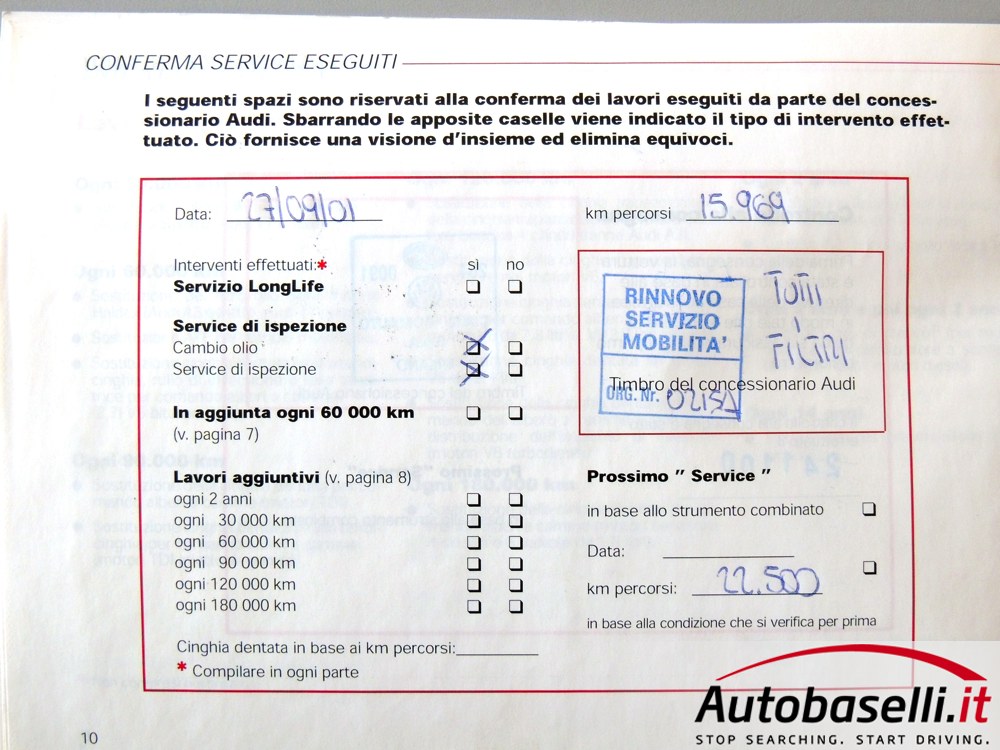 CONFERMA SERVICE ESEGUITI
I seguenti spazi sono riservati alla conferma dei lavori eseguiti da parte del conces-
sionario Audi. Sbarrando le apposite caselle viene indicato il tipo di intervento effet-
tuato. Ciò fornisce una visione d'insieme ed elimina equivoci.
Data: 27/09/01
km percorsi 15.969
Interventi effettuati:* sì no
Servizio LongLife
Service di ispezione
Cambio olio
Service di ispezione
In aggiunta ogni 60 000 km
(v. pagina 7)
RINNOVO
SERVIZIO
MOBILITA'
ORG. Nr.
TUTTI
I
FILTRI
Timbro del concessionario Audi
Lavori aggiuntivi (v. pagina 8)
ogni 2 anni
ogni 30 000 km
ogni 60 000 km
ogni 90 000 km
ogni 120 000 km
ogni 180 000 km
Prossimo " Service "
in base allo strumento combinato
Data:
km percorsi: 22.500
in base alla condizione che si verifica per prima
Cinghia dentata in base ai km percorsi:
* Compilare in ogni parte
10
Autobaselli.it
STOP SEARCHING. START DRIVING.